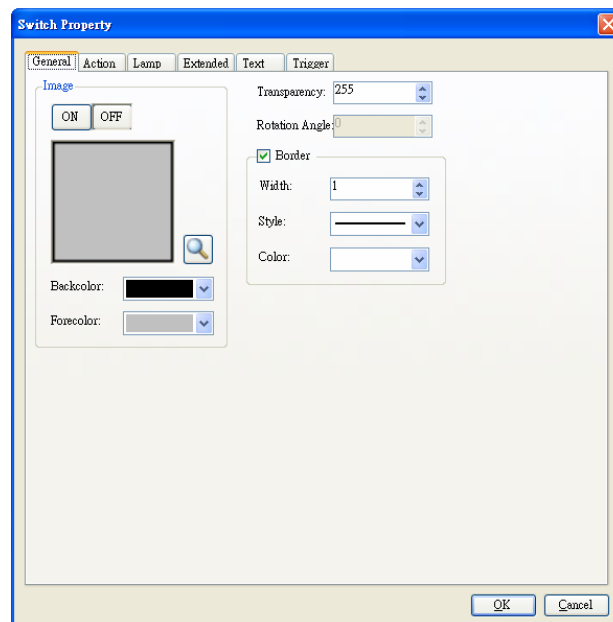 Switch Property
General Action Lamp Extended Text Trigger
Image
ON OFF
Backcolor:
Forecolor:
Transparency: 255
Rotation Angle: 0
Border
Width: 1
Style:
Color:
OK Cancel